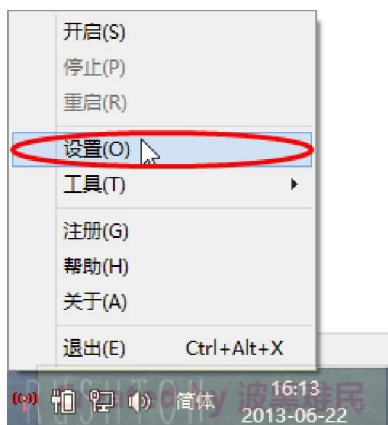 开启(S)
停止(P)
重启(R)
设置(O)
工具(T)
注册(G)
帮助(H)
关于(A)
退出(E) Ctrl+Alt+X
简体 16:13
2013-06-22